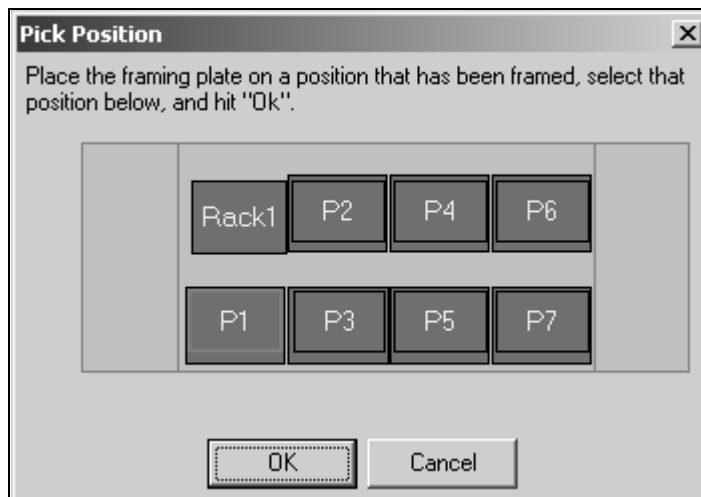 Pick Position
Place the framing plate on a position that has been framed, select that
position below, and hit "Ok".
Rack1 P2 P4 P6
P1 P3 P5 P7
OK Cancel